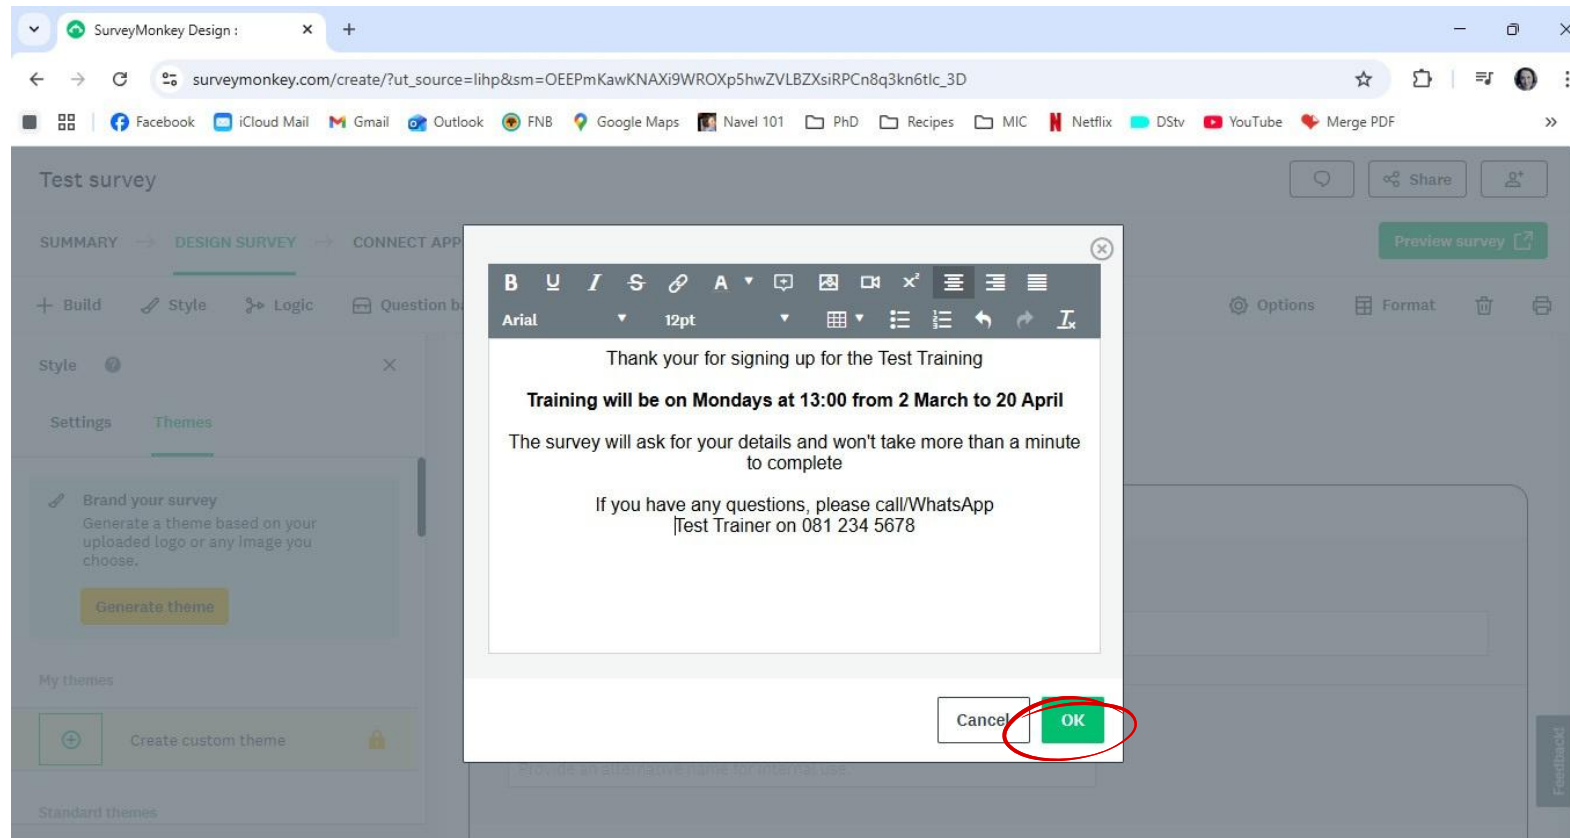 SurveyMonkey Design :
surveymonkey.com/create/?ut_source=lihp&sm=OEEPmKawKNAXi9WROXp5hwZVLBZXsiRPCn8q3kn6tlc_3D
Facebook iCloud Mail Gmail Outlook FNB Google Maps Navel 101 PhD Recipes MIC Netflix DStv YouTube Merge PDF
Test survey
Share
SUMMARY DESIGN SURVEY CONNECT APP
Preview survey
Build Style Logic Question b
Options Format
Style
Settings Themes
Brand your survey
Generate a theme based on your
uploaded logo or any image you
choose.
Generate theme
My themes
Create custom theme
Standard themes
B U I S A x²
Arial 12pt
Thank your for signing up for the Test Training
Training will be on Mondays at 13:00 from 2 March to 20 April
The survey will ask for your details and won't take more than a minute
to complete
If you have any questions, please call/WhatsApp
Test Trainer on 081 234 5678
Cancel OK
Provide an alternative name for internal use.
Feedback!